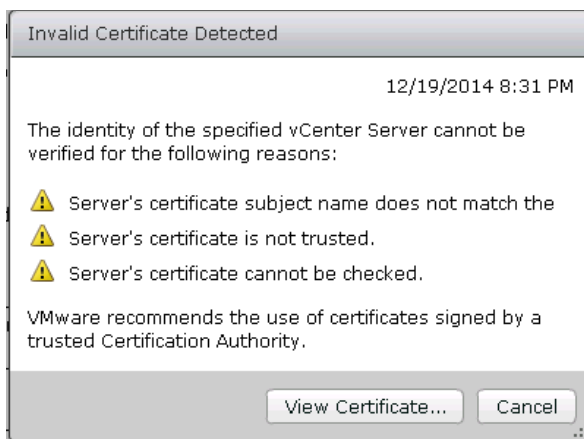 Invalid Certificate Detected
12/19/2014 8:31 PM
The identity of the specified vCenter Server cannot be
verified for the following reasons:
Server's certificate subject name does not match the
Server's certificate is not trusted.
Server's certificate cannot be checked.
VMware recommends the use of certificates signed by a
trusted Certification Authority.
View Certificate... Cancel